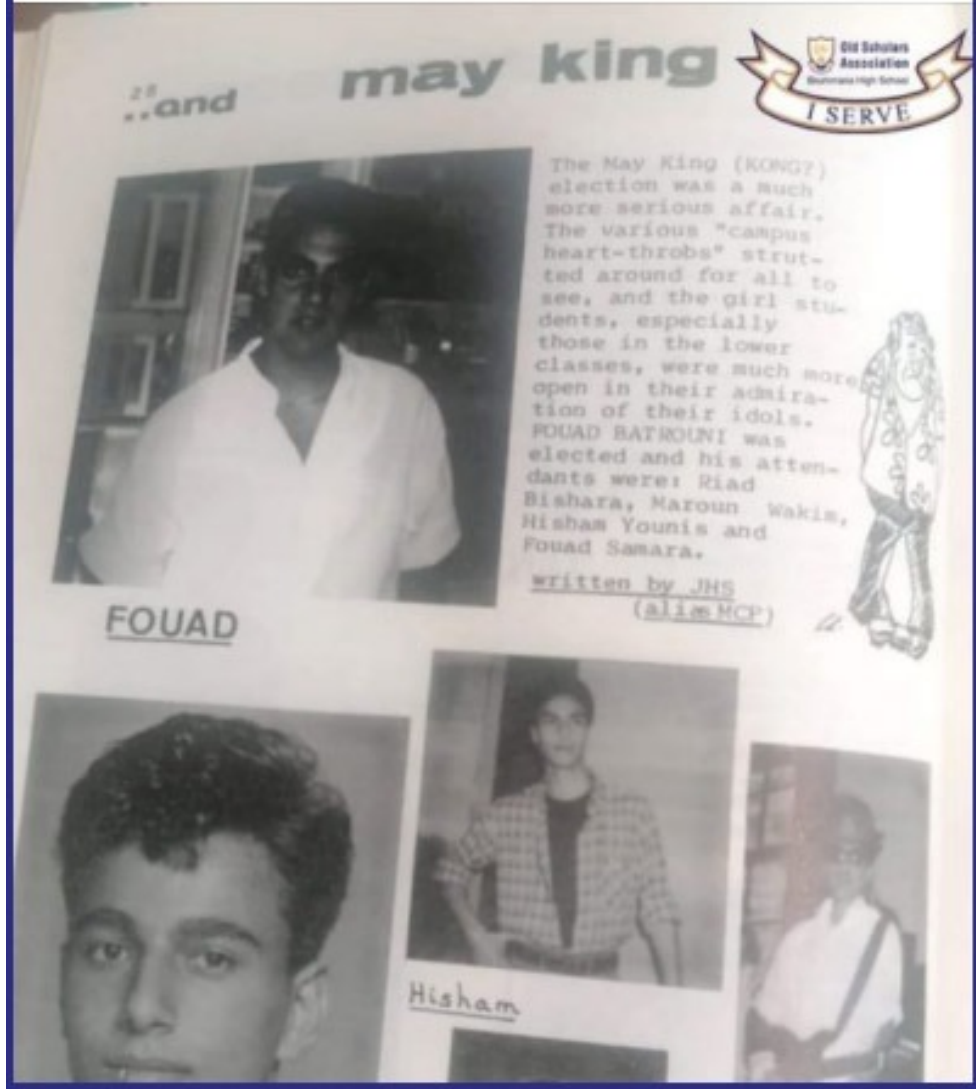 28
..and may king
Old Scholars
Association
Brummana High School
I SERVE
The May King (KONG?)
election was a much
more serious affair.
The various "campus
heart-throbs" strut-
ted around for all to
see, and the girl stu-
dents, especially
those in the lower
classes, were much more
open in their admira-
tion of their idols.
FOUAD BATROUNI was
elected and his atten-
dants were: Riad
Bishara, Maroun Wakim,
Hisham Younis and
Fouad Samara.
written by JHS
(alias MCP)
FOUAD
Hisham